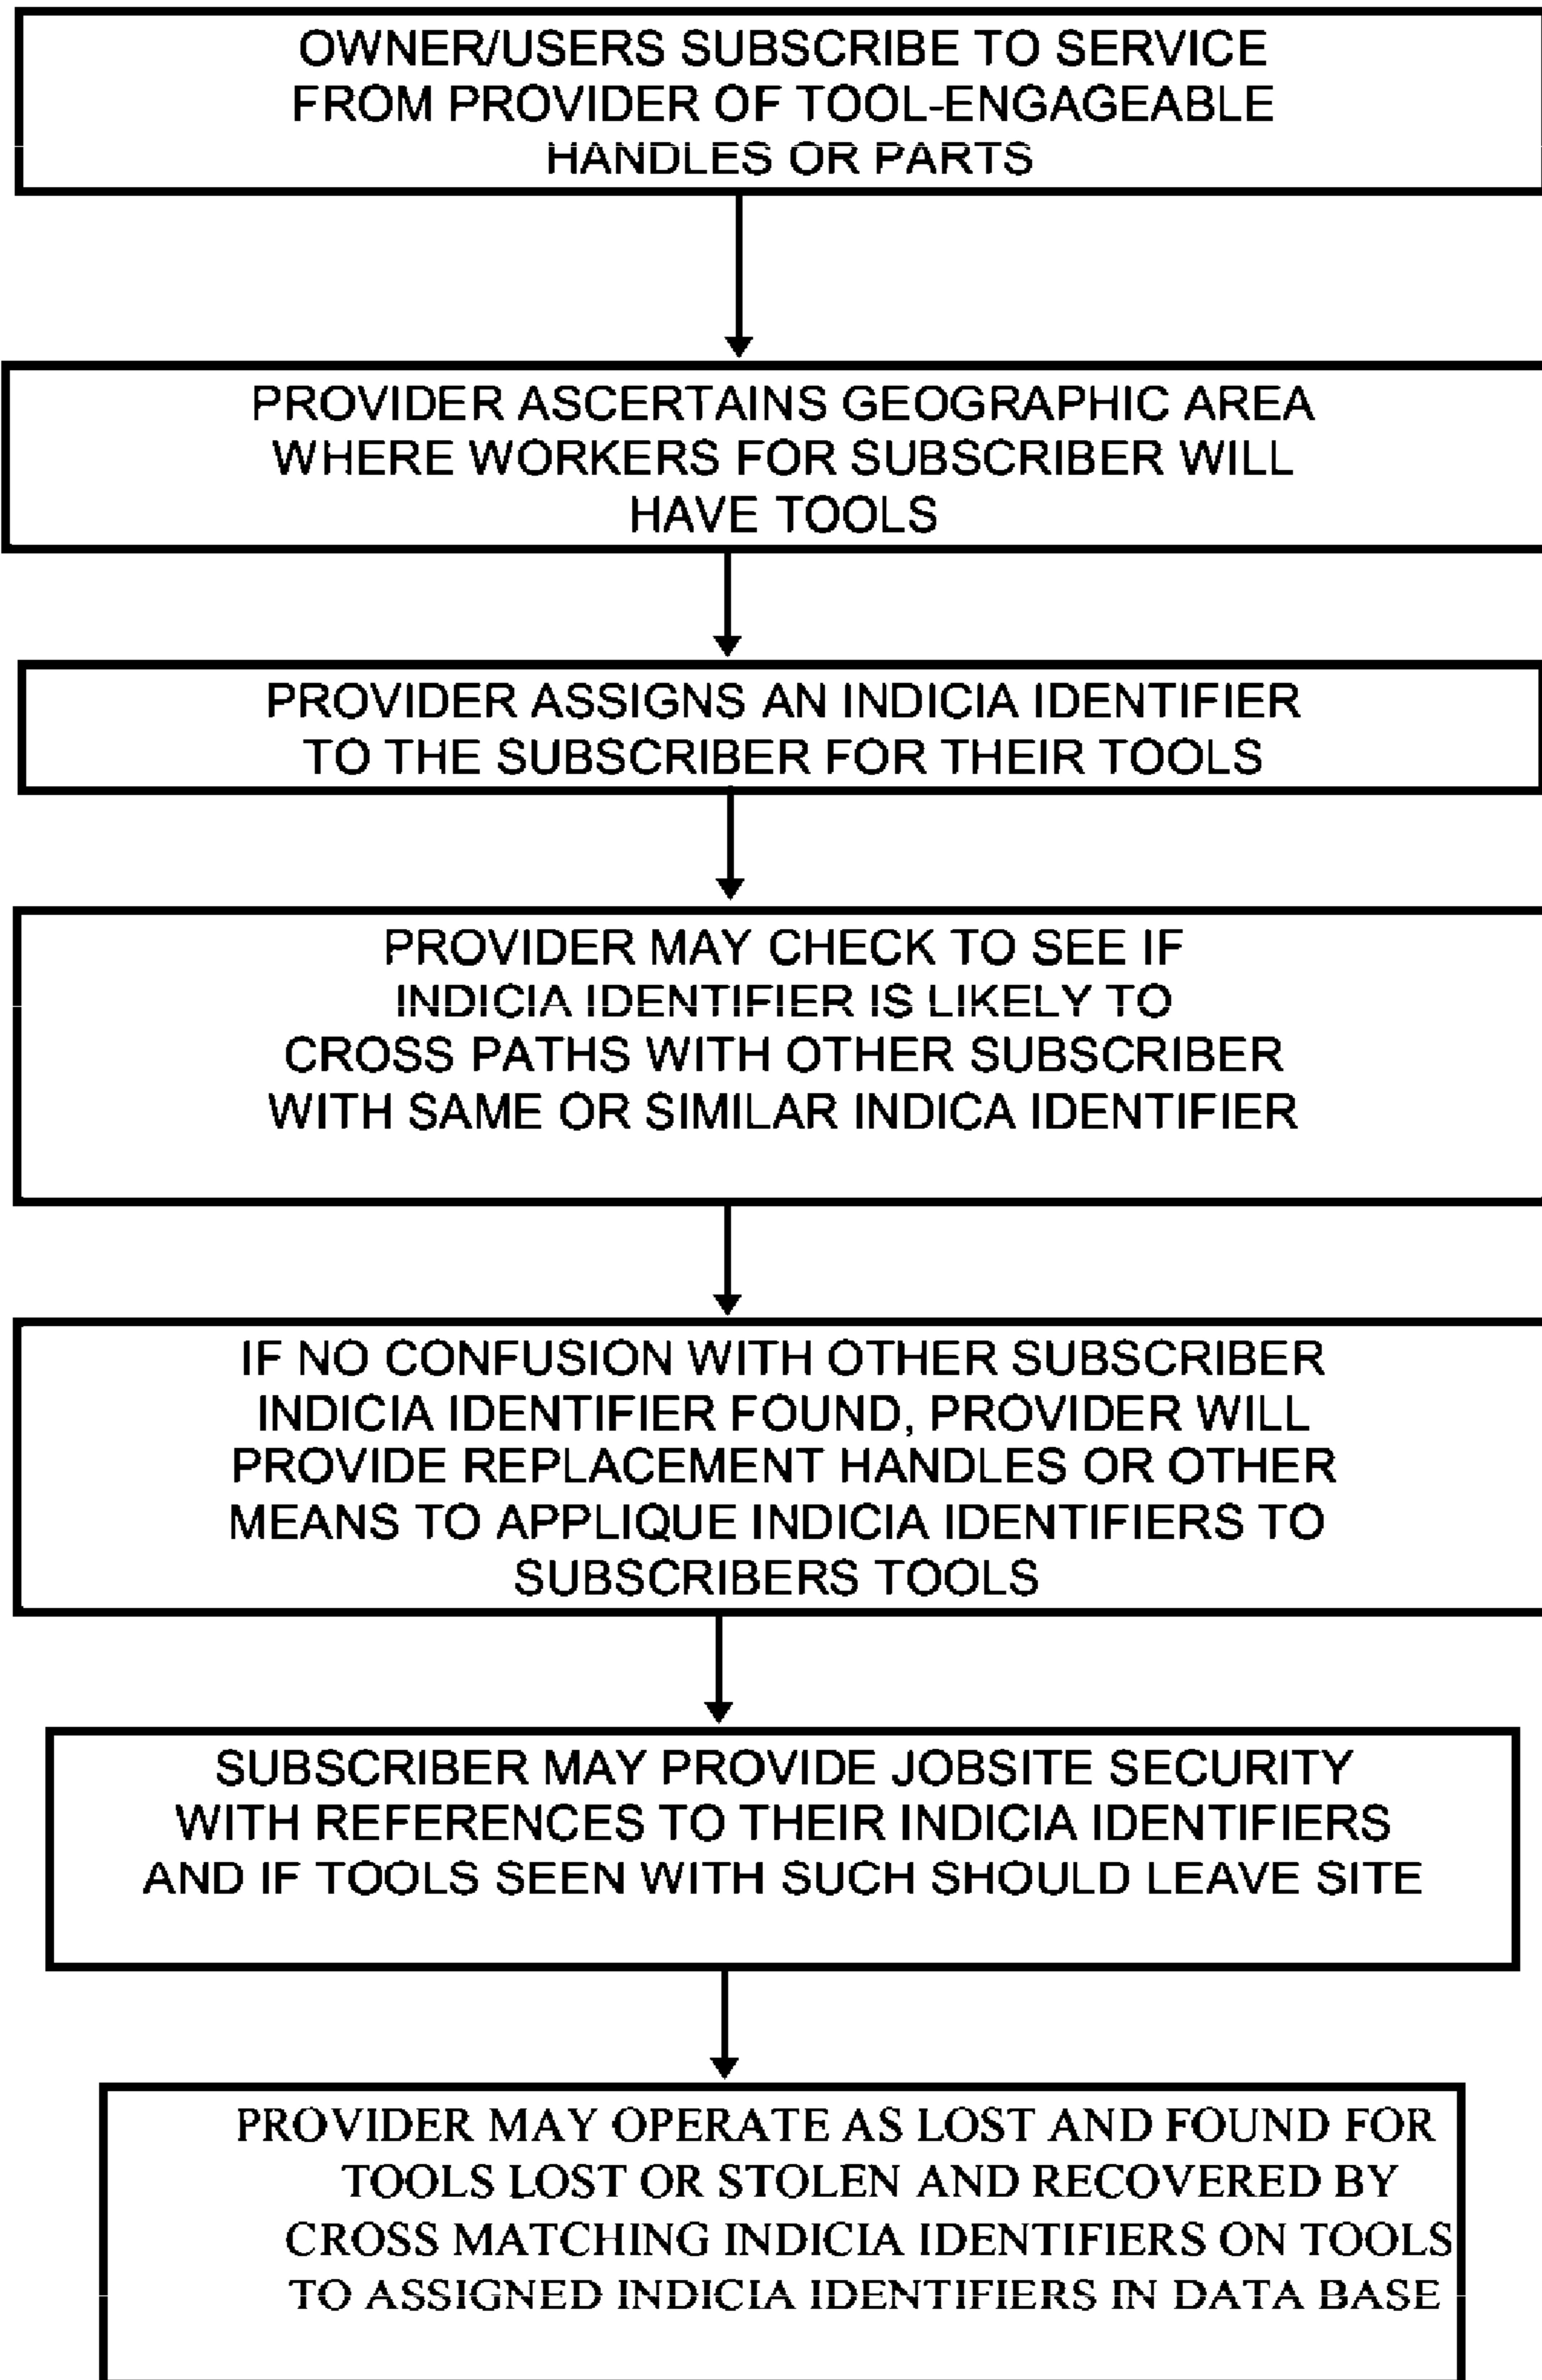 OWNER/USERS SUBSCRIBE TO SERVICE
FROM PROVIDER OF TOOL-ENGAGEABLE
HANDLES OR PARTS
PROVIDER ASCERTAINS GEOGRAPHIC AREA
WHERE WORKERS FOR SUBSCRIBER WILL
HAVE TOOLS
PROVIDER ASSIGNS AN INDICIA IDENTIFIER
TO THE SUBSCRIBER FOR THEIR TOOLS
PROVIDER MAY CHECK TO SEE IF
INDICIA IDENTIFIER IS LIKELY TO
CROSS PATHS WITH OTHER SUBSCRIBER
WITH SAME OR SIMILAR INDICA IDENTIFIER
IF NO CONFUSION WITH OTHER SUBSCRIBER
INDICIA IDENTIFIER FOUND, PROVIDER WILL
PROVIDE REPLACEMENT HANDLES OR OTHER
MEANS TO APPLIQUE INDICIA IDENTIFIERS TO
SUBSCRIBERS TOOLS
SUBSCRIBER MAY PROVIDE JOBSITE SECURITY
WITH REFERENCES TO THEIR INDICIA IDENTIFIERS
AND IF TOOLS SEEN WITH SUCH SHOULD LEAVE SITE
PROVIDER MAY OPERATE AS LOST AND FOUND FOR
TOOLS LOST OR STOLEN AND RECOVERED BY
CROSS MATCHING INDICIA IDENTIFIERS ON TOOLS
TO ASSIGNED INDICIA IDENTIFIERS IN DATA BASE